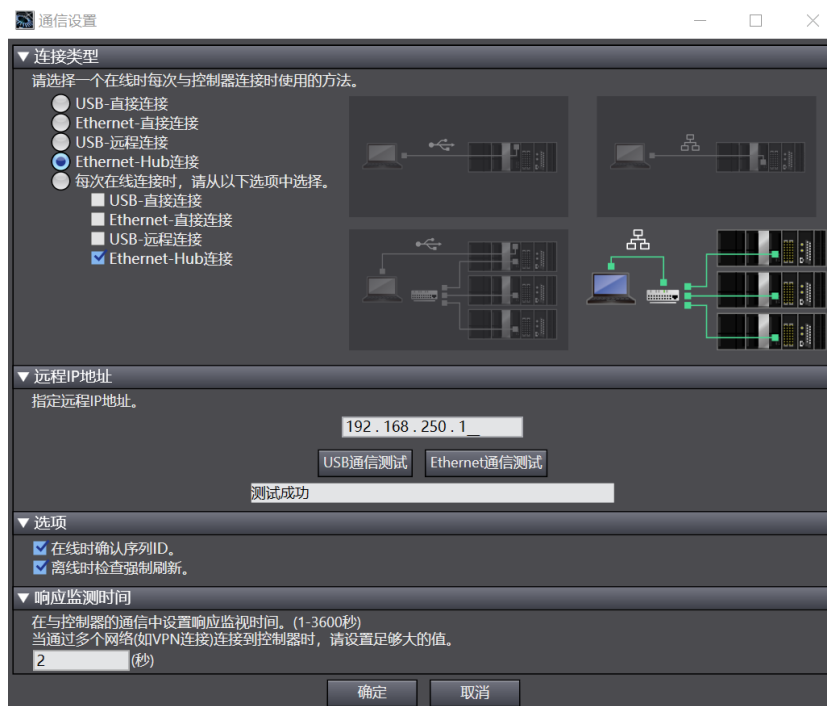 通信设置
▼连接类型
请选择一个在线时每次与控制器连接时使用的方法。
USB-直接连接
Ethernet-直接连接
USB-远程连接
Ethernet-Hub连接
每次在线连接时，请从以下选项中选择。
USB-直接连接
Ethernet-直接连接
USB-远程连接
Ethernet-Hub连接
▼远程IP地址
指定远程IP地址。
192 . 168 . 250 . 1_
USB通信测试 Ethernet通信测试
测试成功
▼选项
在线时确认序列ID。
离线时检查强制刷新。
▼响应监测时间
在与控制器的通信中设置响应监视时间。(1-3600秒)
当通过多个网络(如VPN连接)连接到控制器时，请设置足够大的值。
2 (秒)
确定 取消